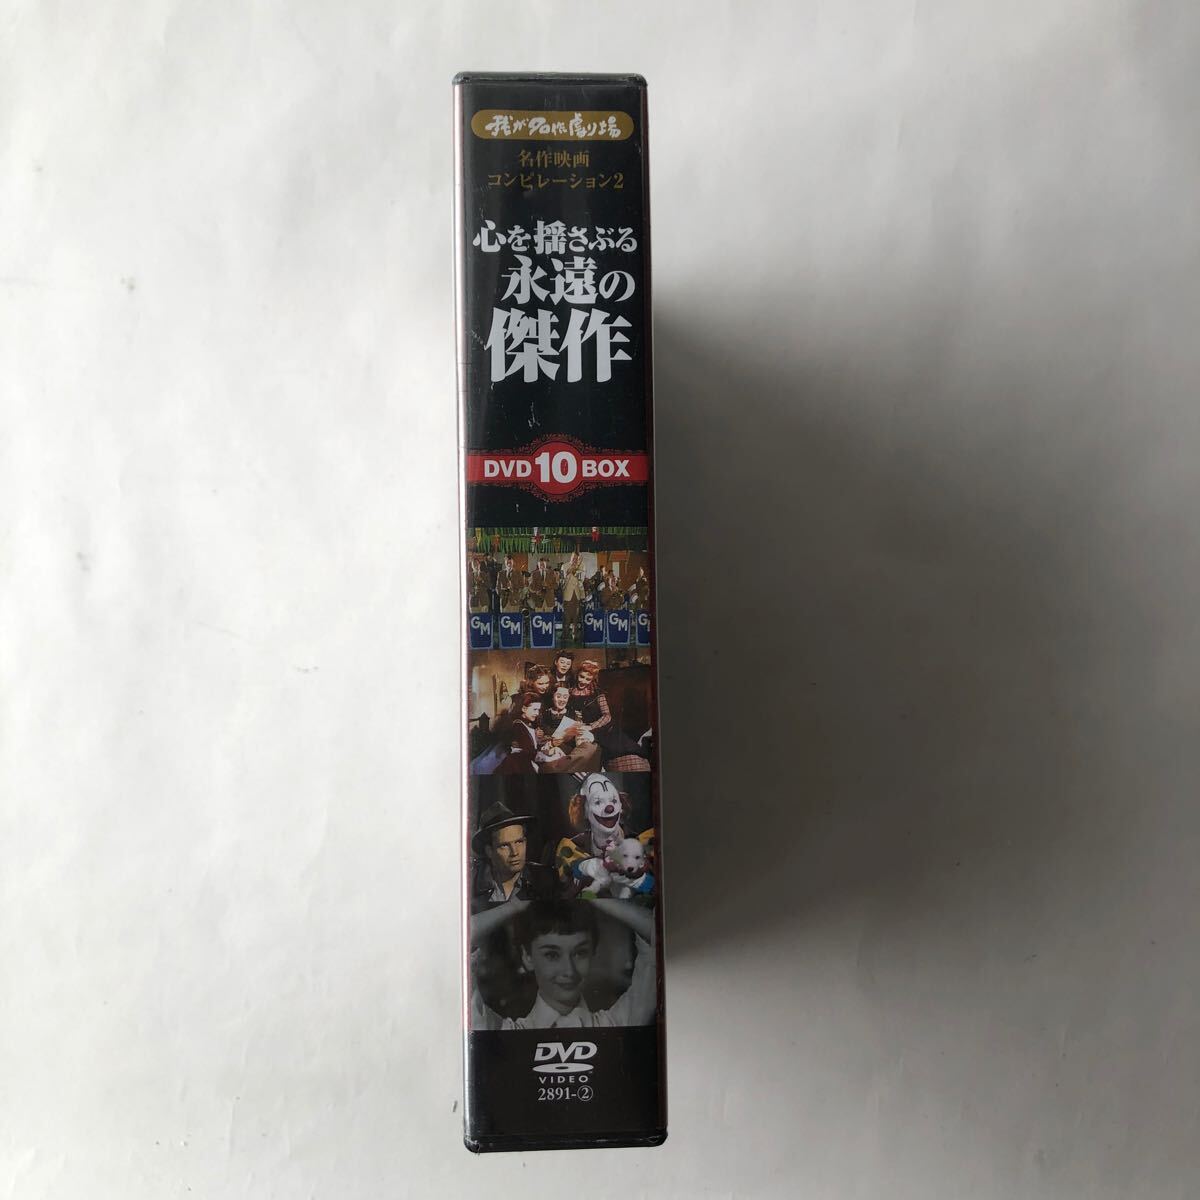 我が名作劇場
名作映画
コンピレーション2
心を揺さぶる
永遠の
傑作
DVD 10 BOX
GM GM GM GM GM
DVD
VIDEO
2891-②